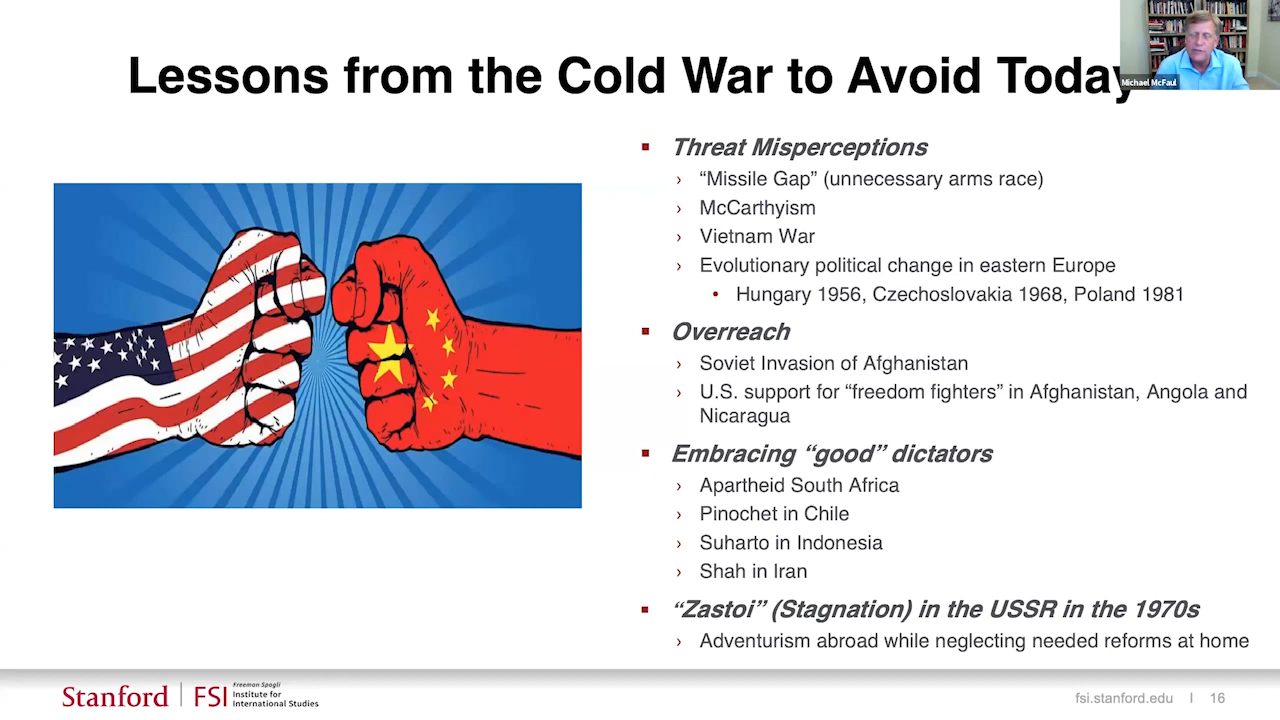 Lessons from the Cold War to Avoid Today
Michael McFaul
▪ Threat Misperceptions
› “Missile Gap” (unnecessary arms race)
› McCarthyism
› Vietnam War
› Evolutionary political change in eastern Europe
• Hungary 1956, Czechoslovakia 1968, Poland 1981
▪ Overreach
› Soviet Invasion of Afghanistan
› U.S. support for “freedom fighters” in Afghanistan, Angola and
Nicaragua
▪ Embracing “good” dictators
› Apartheid South Africa
› Pinochet in Chile
› Suharto in Indonesia
› Shah in Iran
▪ “Zastoi” (Stagnation) in the USSR in the 1970s
› Adventurism abroad while neglecting needed reforms at home
Stanford | FSI
Freeman Spogli
Institute for
International Studies
fsi.stanford.edu | 16